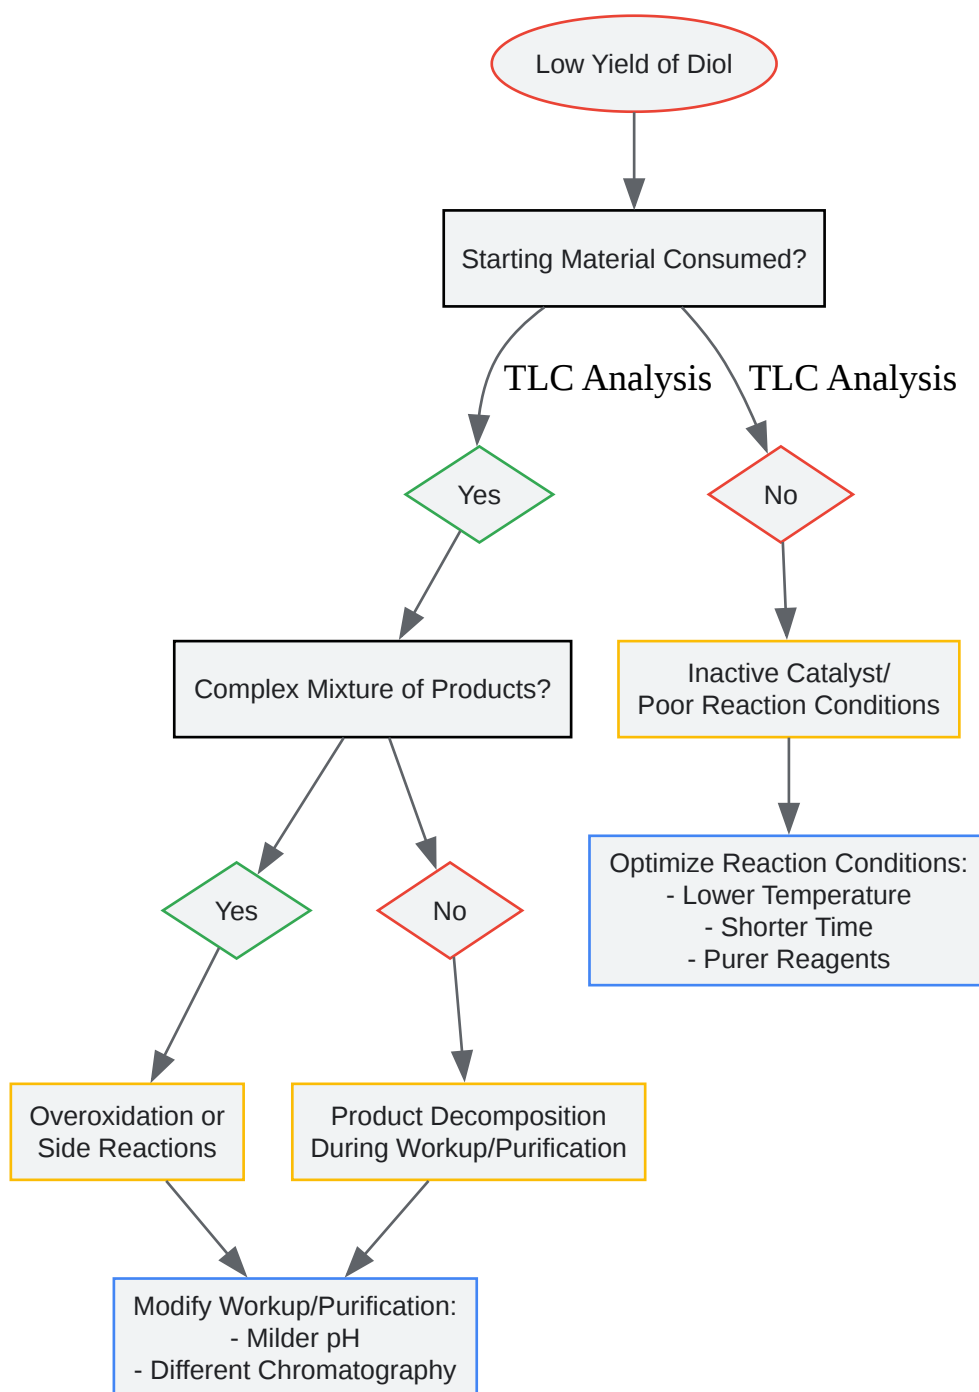 Low Yield of Diol
Starting Material Consumed?
TLC Analysis
TLC Analysis
Yes
No
Complex Mixture of Products?
Inactive Catalyst/
Poor Reaction Conditions
Yes
No
Optimize Reaction Conditions:
- Lower Temperature
- Shorter Time
- Purer Reagents
Overoxidation or
Side Reactions
Product Decomposition
During Workup/Purification
Modify Workup/Purification:
- Milder pH
- Different Chromatography